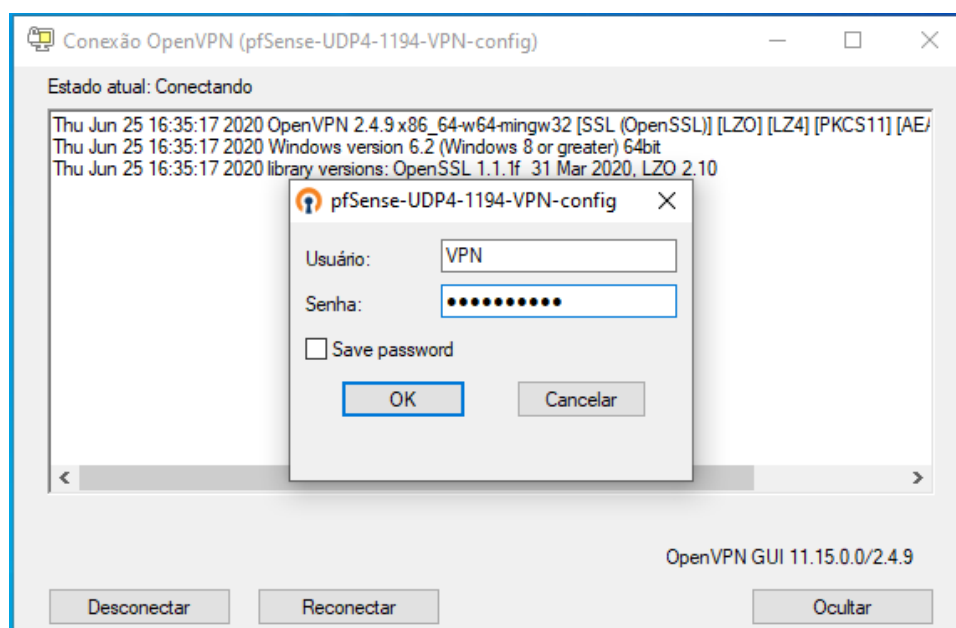 Conexão OpenVPN (pfSense-UDP4-1194-VPN-config)
Estado atual: Conectando
Thu Jun 25 16:35:17 2020 OpenVPN 2.4.9 x86_64-w64-mingw32 [SSL (OpenSSL)] [LZO] [LZ4] [PKCS11]
Thu Jun 25 16:35:17 2020 Windows version 6.2 (Windows 8 or greater) 64bit
Thu Jun 25 16:35:17 2020 library versions: OpenSSL 1.1.1f 31 Mar 2020, LZO 2.10
pfSense-UDP4-1194-VPN-config
Usuário: VPN
Senha: ••••••••••
Save password
OK Cancelar
OpenVPN GUI 11.15.0.0/2.4.9
Desconectar Reconectar Ocultar